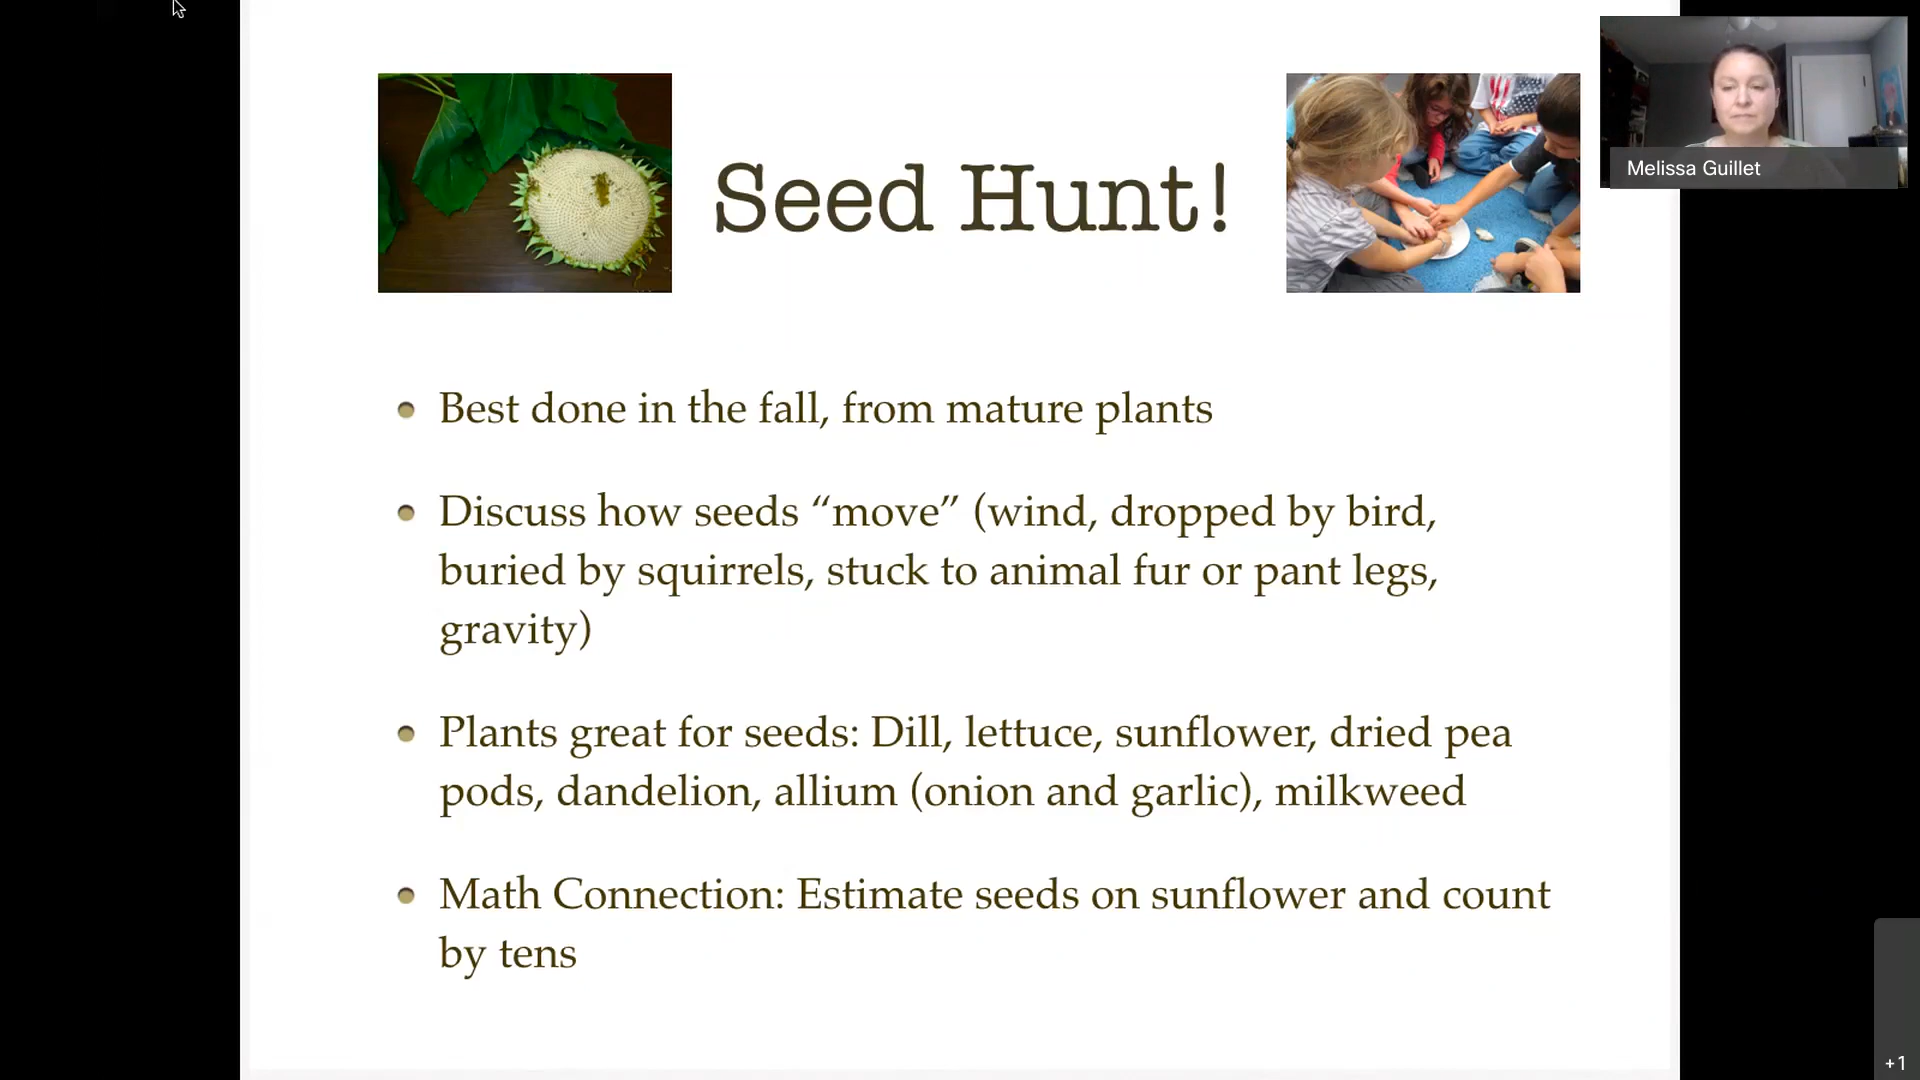 Melissa Guillet
Seed Hunt!
Best done in the fall, from mature plants
Discuss how seeds “move” (wind, dropped by bird,
buried by squirrels, stuck to animal fur or pant legs,
gravity)
Plants great for seeds: Dill, lettuce, sunflower, dried pea
pods, dandelion, allium (onion and garlic), milkweed
Math Connection: Estimate seeds on sunflower and count
by tens
+1